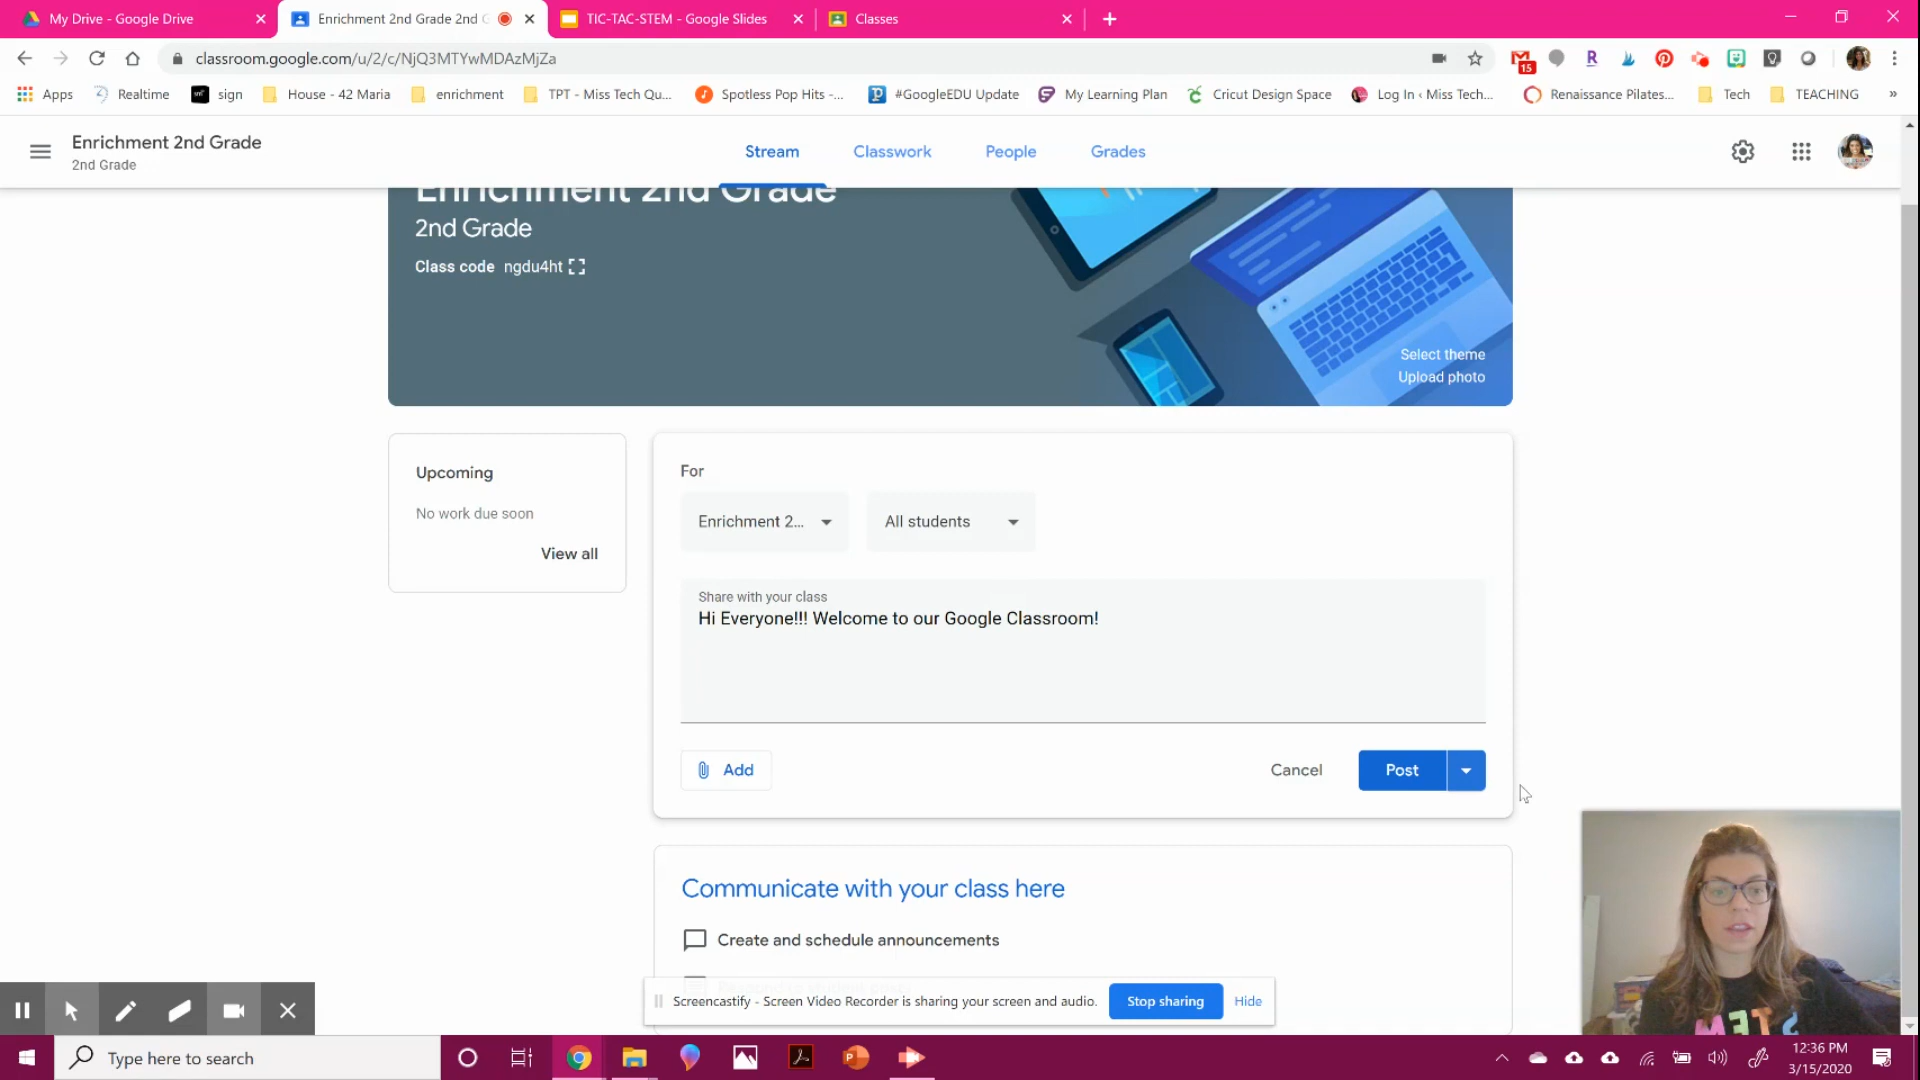 My Drive - Google Drive
Enrichment 2nd Grade 2nd G
TIC-TAC-STEM - Google Slides
Classes
classroom.google.com/u/2/c/NjQ3MTYwMDAzMjZa
15
Apps
Realtime
sign
House - 42 Maria
enrichment
TPT - Miss Tech Qu...
Spotless Pop Hits -...
#GoogleEDU Update
My Learning Plan
Cricut Design Space
Log In ‹ Miss Tech...
Renaissance Pilates...
Tech
TEACHING
»
Enrichment 2nd Grade
2nd Grade
Stream
Classwork
People
Grades
Enrichment 2nd Grade
2nd Grade
Class code ngdu4ht
Select theme
Upload photo
Upcoming
No work due soon
View all
For
Enrichment 2...
All students
Share with your class
Hi Everyone!!! Welcome to our Google Classroom!
Add
Cancel
Post
Communicate with your class here
Create and schedule announcements
Screencastify - Screen Video Recorder is sharing your screen and audio.
Stop sharing
Hide
Type here to search
12:36 PM
3/15/2020